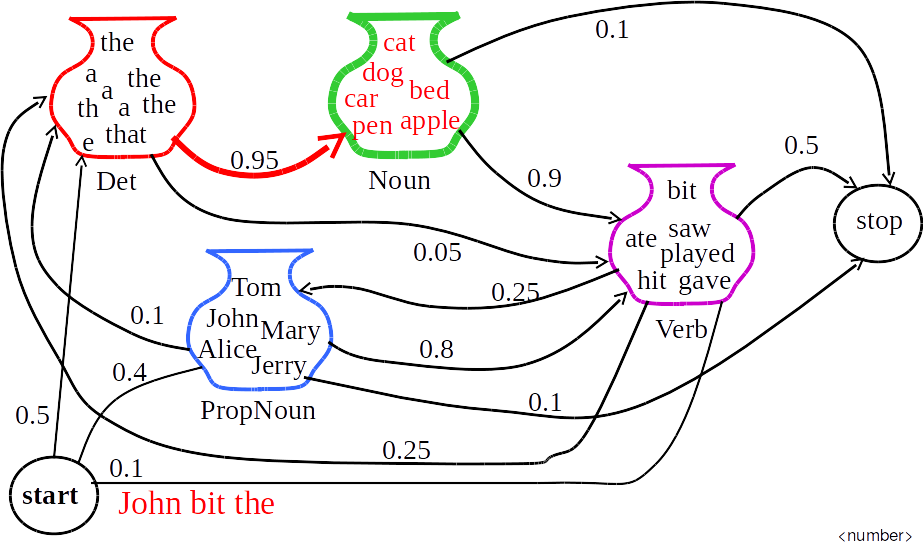 the
a the
a
th a the
e that
Det
0.95
cat
dog
car bed
pen apple
Noun
0.1
0.9
0.5
bit
ate saw
played
hit gave
Verb
stop
0.05
0.25
Tom
John Mary
Alice
Jerry
PropNoun
0.1
0.8
0.4
0.1
0.5
0.25
0.1
start
John bit the
<number>